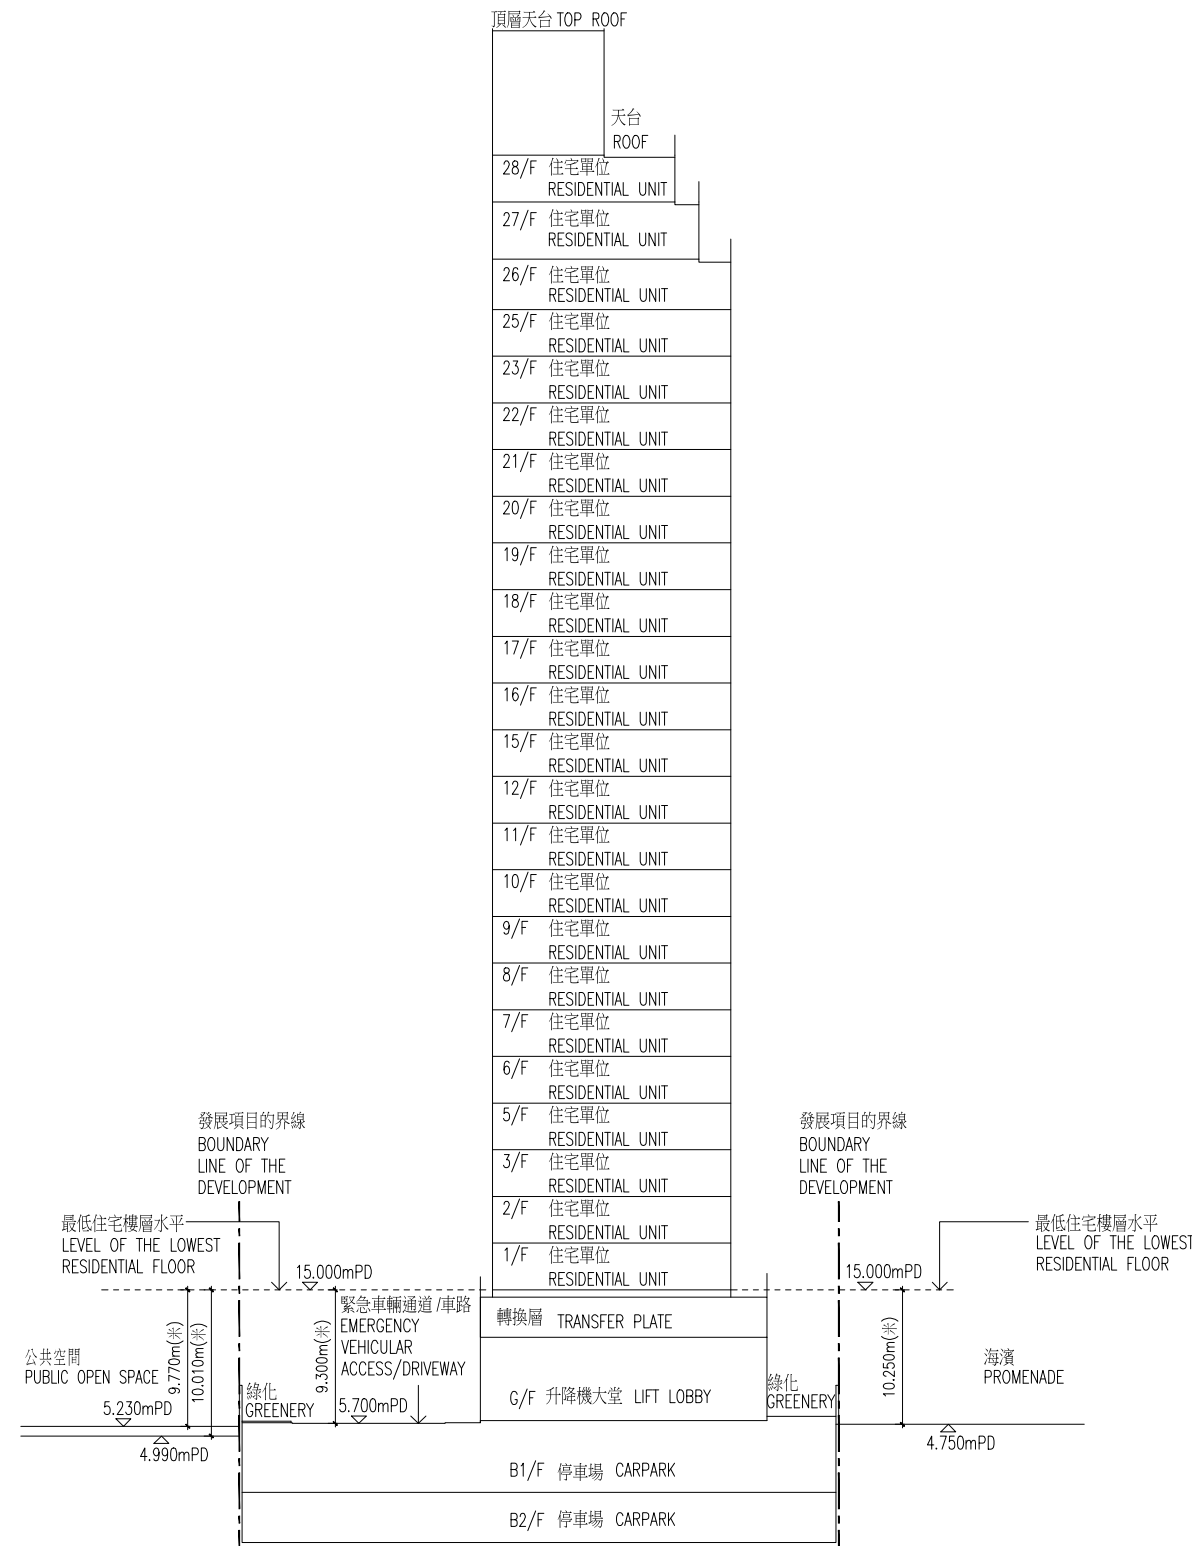 頂層天台 TOP ROOF
天台
ROOF
28/F 住宅單位
RESIDENTIAL UNIT
27/F 住宅單位
RESIDENTIAL UNIT
26/F 住宅單位
RESIDENTIAL UNIT
25/F 住宅單位
RESIDENTIAL UNIT
23/F 住宅單位
RESIDENTIAL UNIT
22/F 住宅單位
RESIDENTIAL UNIT
21/F 住宅單位
RESIDENTIAL UNIT
20/F 住宅單位
RESIDENTIAL UNIT
19/F 住宅單位
RESIDENTIAL UNIT
18/F 住宅單位
RESIDENTIAL UNIT
17/F 住宅單位
RESIDENTIAL UNIT
16/F 住宅單位
RESIDENTIAL UNIT
15/F 住宅單位
RESIDENTIAL UNIT
12/F 住宅單位
RESIDENTIAL UNIT
11/F 住宅單位
RESIDENTIAL UNIT
10/F 住宅單位
RESIDENTIAL UNIT
9/F 住宅單位
RESIDENTIAL UNIT
8/F 住宅單位
RESIDENTIAL UNIT
7/F 住宅單位
RESIDENTIAL UNIT
6/F 住宅單位
RESIDENTIAL UNIT
5/F 住宅單位
RESIDENTIAL UNIT
3/F 住宅單位
RESIDENTIAL UNIT
2/F 住宅單位
RESIDENTIAL UNIT
1/F 住宅單位
RESIDENTIAL UNIT
發展項目的界線
BOUNDARY
LINE OF THE
DEVELOPMENT
發展項目的界線
BOUNDARY
LINE OF THE
DEVELOPMENT
最低住宅樓層水平
LEVEL OF THE LOWEST
RESIDENTIAL FLOOR
最低住宅樓層水平
LEVEL OF THE LOWEST
RESIDENTIAL FLOOR
15.000mPD
15.000mPD
9.770m(米)
10.010m(米)
9.300m(米)
緊急車輛通道/車路
EMERGENCY
VEHICULAR
ACCESS/DRIVEWAY
轉換層 TRANSFER PLATE
10.250m(米)
公共空間
PUBLIC OPEN SPACE
海濱
PROMENADE
綠化
GREENERY
G/F 升降機大堂 LIFT LOBBY
綠化
GREENERY
5.230mPD
5.700mPD
4.990mPD
4.750mPD
B1/F 停車場 CARPARK
B2/F 停車場 CARPARK